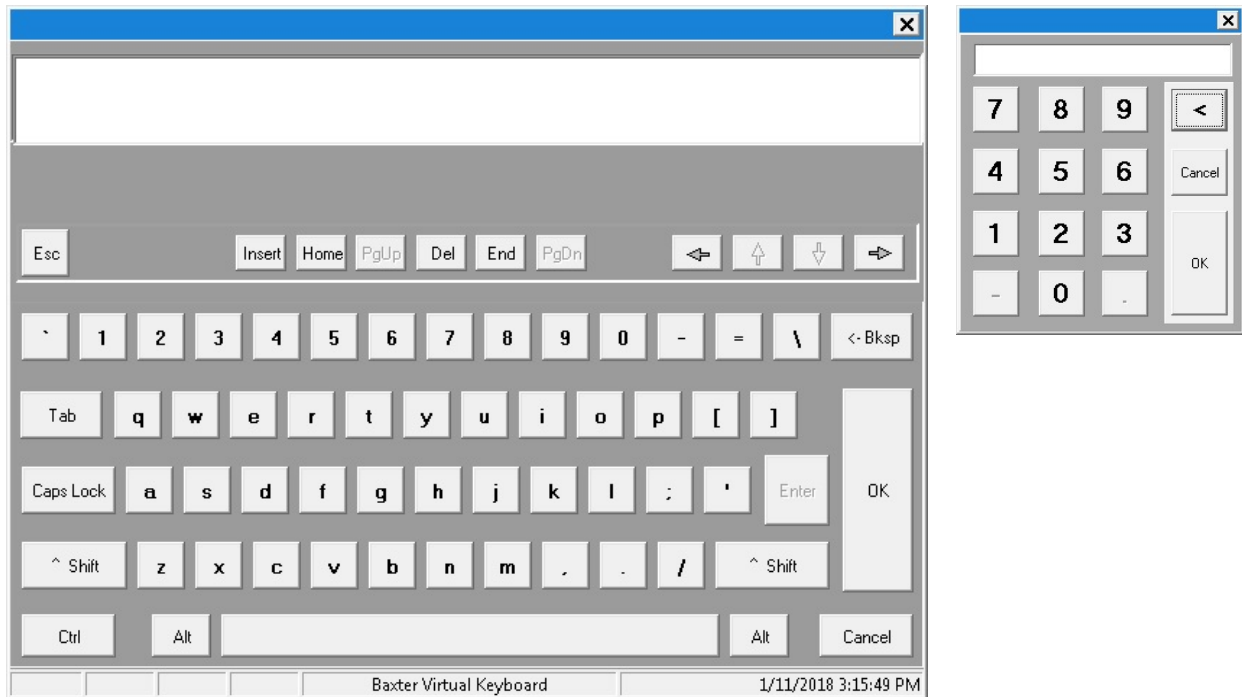 Esc Insert Home PgUp Del End PgDn
` 1 2 3 4 5 6 7 8 9 0 - = \ <- Bksp
Tab q w e r t y u i o p [ ]
Caps Lock a s d f g h j k l ; ' Enter OK
^ Shift z x c v b n m , . / ^ Shift
Ctrl Alt Alt Cancel
Baxter Virtual Keyboard 1/11/2018 3:15:49 PM
7 8 9 <
4 5 6 Cancel
1 2 3 OK
- 0 .